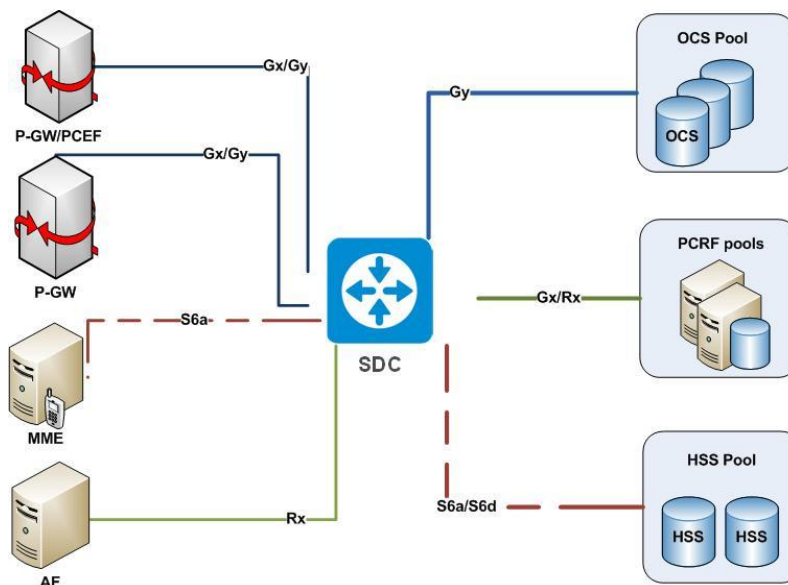 P-GW/PCEF
Gx/Gy
P-GW
Gx/Gy
MME
S6a
AF
Rx
SDC
Gy
OCS Pool
OCS
Gx/Rx
PCRF pools
S6a/S6d
HSS Pool
HSS
HSS